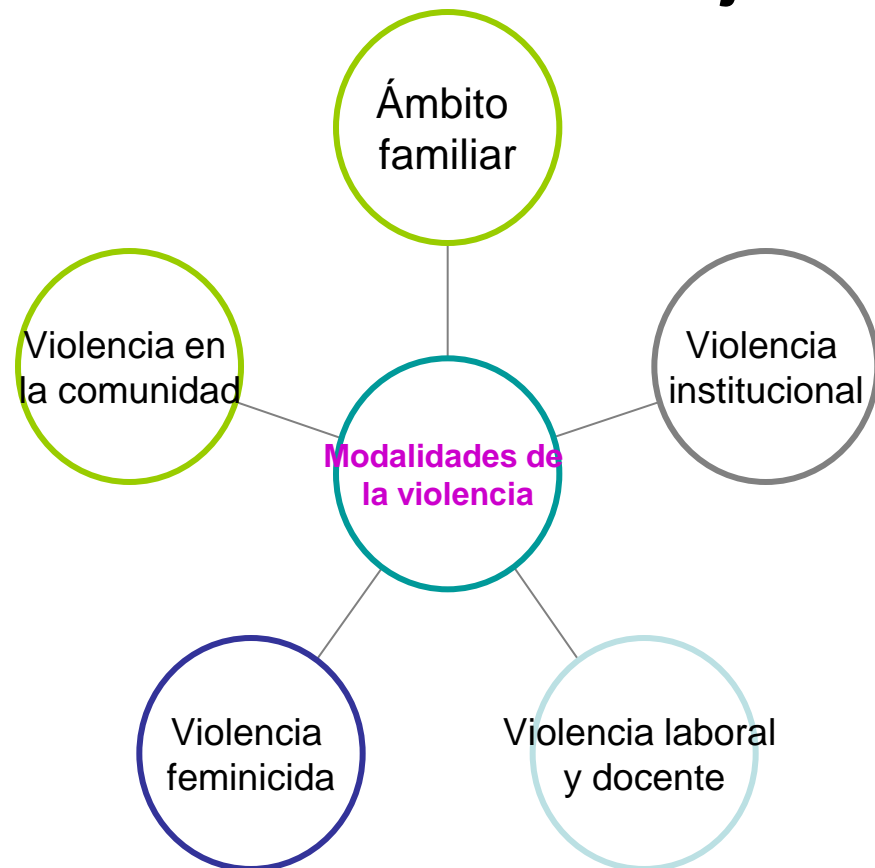 Ámbito
familiar
Violencia en
la comunidad
Violencia
institucional
Modalidades de
la violencia
Violencia
feminicida
Violencia laboral
y docente